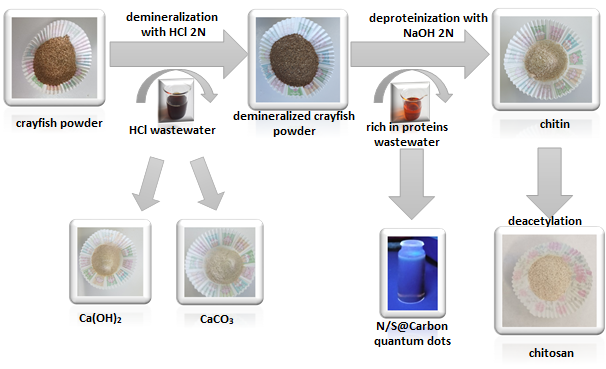 demineralization
with HCl 2N
deproteinization with
NaOH 2N
crayfish powder
HCl wastewater
demineralized crayfish
powder
rich in proteins
wastewater
chitin
deacetylation
Ca(OH)₂
CaCO₃
N/S@Carbon
quantum dots
chitosan